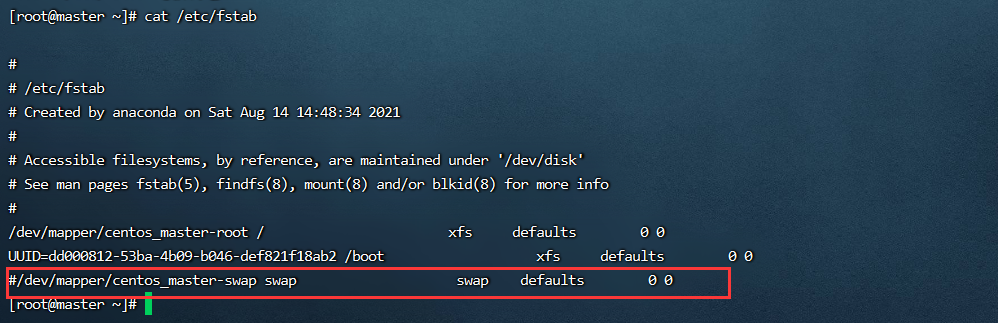 [root@master ~]# cat /etc/fstab
#
# /etc/fstab
# Created by anaconda on Sat Aug 14 14:48:34 2021
#
# Accessible filesystems, by reference, are maintained under '/dev/disk'
# See man pages fstab(5), findfs(8), mount(8) and/or blkid(8) for more info
#
/dev/mapper/centos_master-root /                       xfs     defaults        0 0
UUID=dd000812-53ba-4b09-b046-def821f18ab2 /boot                   xfs     defaults        0 0
#/dev/mapper/centos_master-swap swap                    swap    defaults        0 0
[root@master ~]#